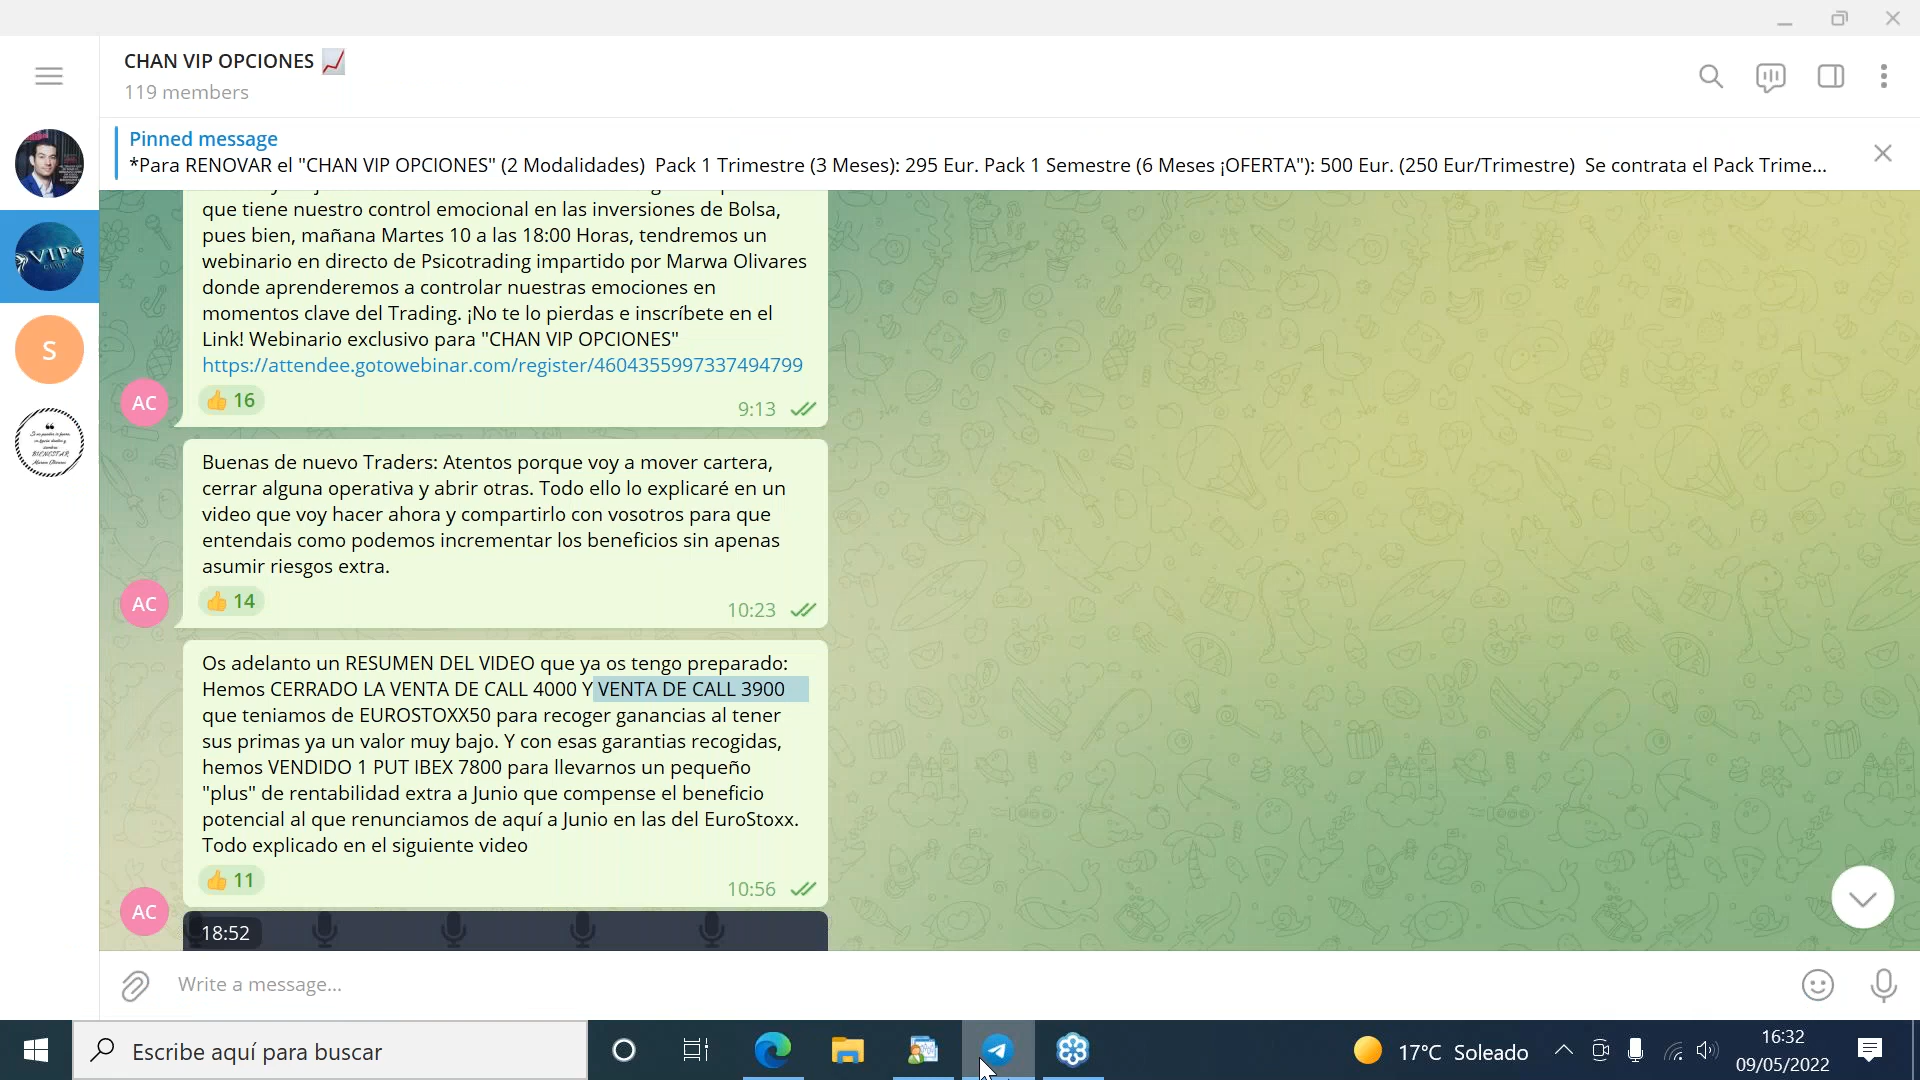 CHAN VIP OPCIONES
119 members
Pinned message
*Para RENOVAR el "CHAN VIP OPCIONES" (2 Modalidades) Pack 1 Trimestre (3 Meses): 295 Eur. Pack 1 Semestre (6 Meses ¡OFERTA"): 500 Eur. (250 Eur/Trimestre) Se contrata el Pack Trime...
que tiene nuestro control emocional en las inversiones de Bolsa,
pues bien, mañana Martes 10 a las 18:00 Horas, tendremos un
webinario en directo de Psicotrading impartido por Marwa Olivares
donde aprenderemos a controlar nuestras emociones en
momentos clave del Trading. ¡No te lo pierdas e inscríbete en el
Link! Webinario exclusivo para "CHAN VIP OPCIONES"
https://attendee.gotowebinar.com/register/4604355997337494799
AC
16
9:13
Buenas de nuevo Traders: Atentos porque voy a mover cartera,
cerrar alguna operativa y abrir otras. Todo ello lo explicaré en un
video que voy hacer ahora y compartirlo con vosotros para que
entendais como podemos incrementar los beneficios sin apenas
asumir riesgos extra.
AC
14
10:23
Os adelanto un RESUMEN DEL VIDEO que ya os tengo preparado:
Hemos CERRADO LA VENTA DE CALL 4000 Y VENTA DE CALL 3900
que teniamos de EUROSTOXX50 para recoger ganancias al tener
sus primas ya un valor muy bajo. Y con esas garantias recogidas,
hemos VENDIDO 1 PUT IBEX 7800 para llevarnos un pequeño
"plus" de rentabilidad extra a Junio que compense el beneficio
potencial al que renunciamos de aquí a Junio en las del EuroStoxx.
Todo explicado en el siguiente video
11
10:56
AC
18:52
VIP
CLUB
S
Write a message...
Escribe aquí para buscar
17°C Soleado
16:32
09/05/2022